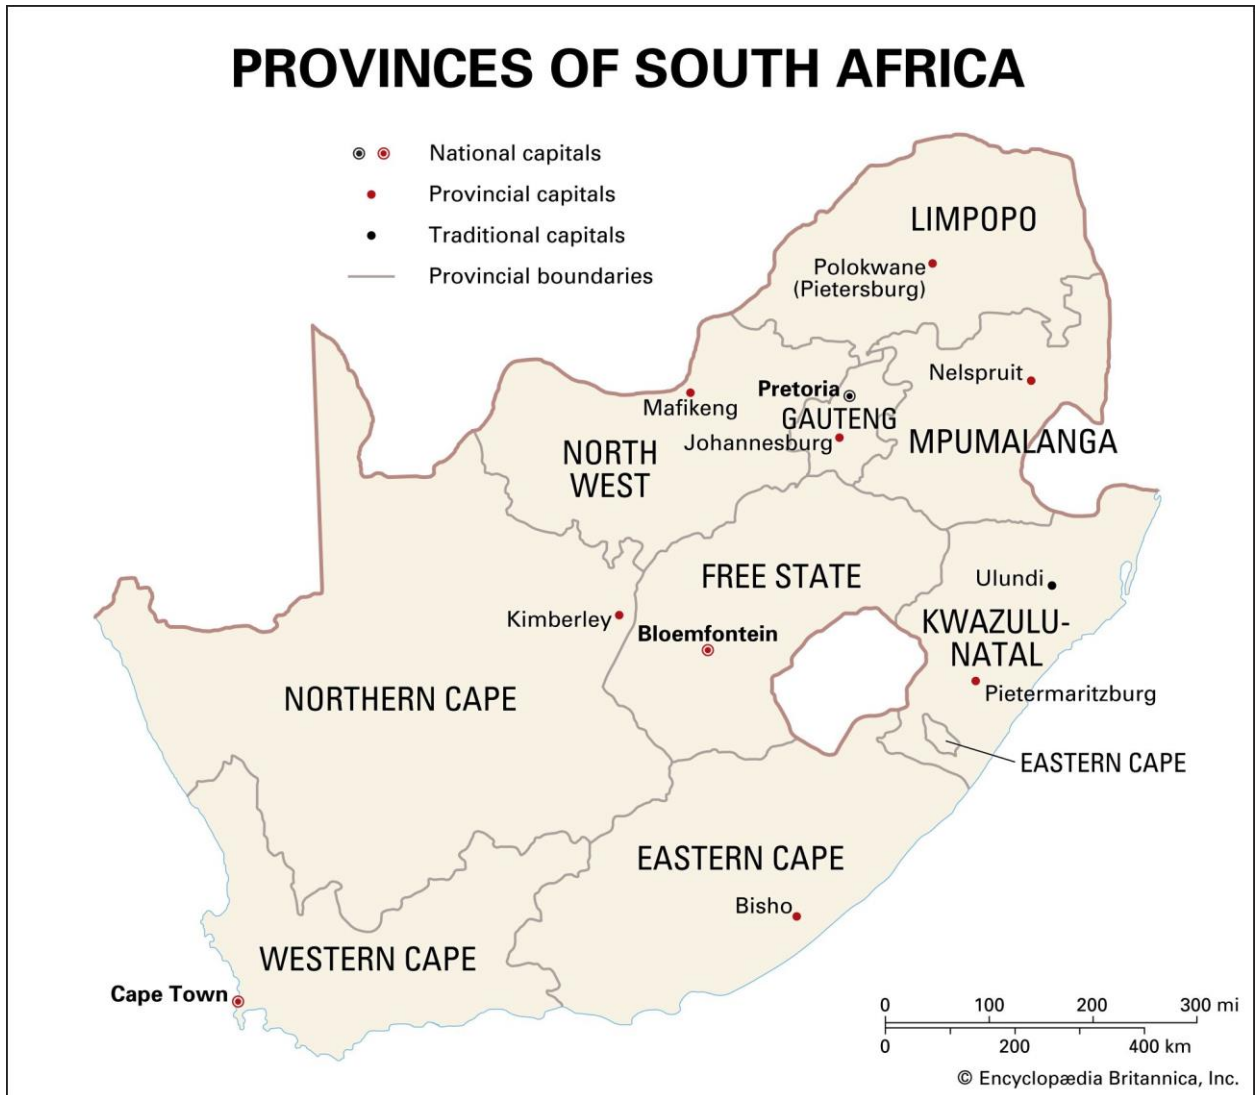 PROVINCES OF SOUTH AFRICA
National capitals
Provincial capitals
Traditional capitals
Provincial boundaries
LIMPOPO
Polokwane
(Pietersburg)
Nelspruit
Pretoria
Mafikeng
GAUTENG
Johannesburg
MPUMALANGA
NORTH
WEST
FREE STATE
Ulundi
Kimberley
Bloemfontein
KWAZULU-
NATAL
NORTHERN CAPE
Pietermaritzburg
EASTERN CAPE
EASTERN CAPE
Bisho
WESTERN CAPE
Cape Town
0 100 200 300 mi
0 200 400 km
© Encyclopædia Britannica, Inc.